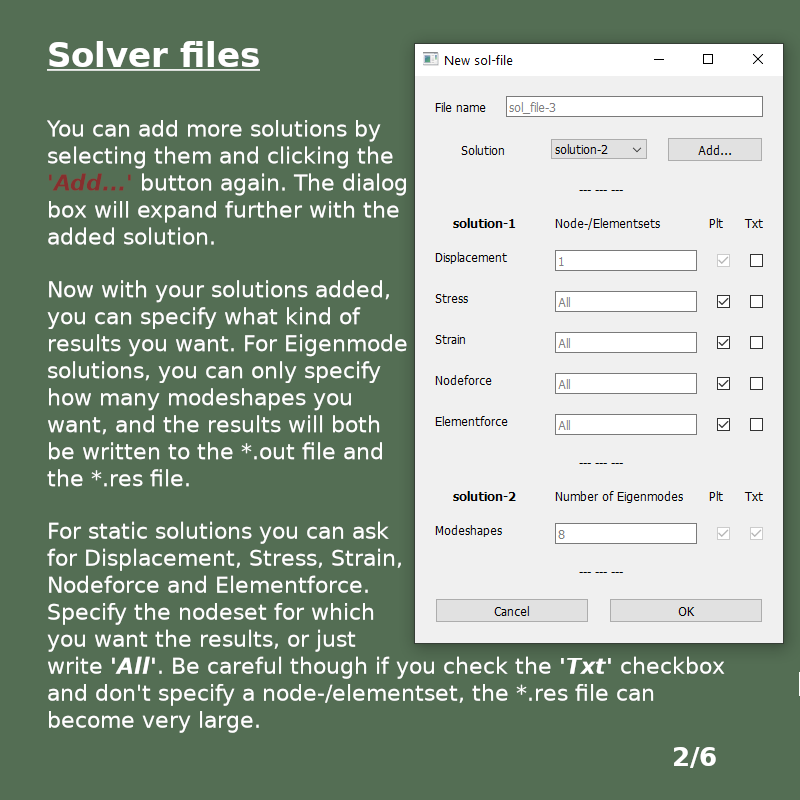 Solver files
You can add more solutions by
selecting them and clicking the
'Add...' button again. The dialog
box will expand further with the
added solution.
Now with your solutions added,
you can specify what kind of
results you want. For Eigenmode
solutions, you can only specify
how many modeshapes you
want, and the results will both
be written to the *.out file and
the *.res file.
For static solutions you can ask
for Displacement, Stress, Strain,
Nodeforce and Elementforce.
Specify the nodeset for which
you want the results, or just
write 'All'. Be careful though if you check the 'Txt' checkbox
and don't specify a node-/elementset, the *.res file can
become very large.
New sol-file
File name sol_file-3
Solution solution-2 Add...
--- --- ---
solution-1 Node-/Elementsets Plt Txt
Displacement 1
Stress All
Strain All
Nodeforce All
Elementforce All
--- --- ---
solution-2 Number of Eigenmodes Plt Txt
Modeshapes 8
--- --- ---
Cancel OK
2/6